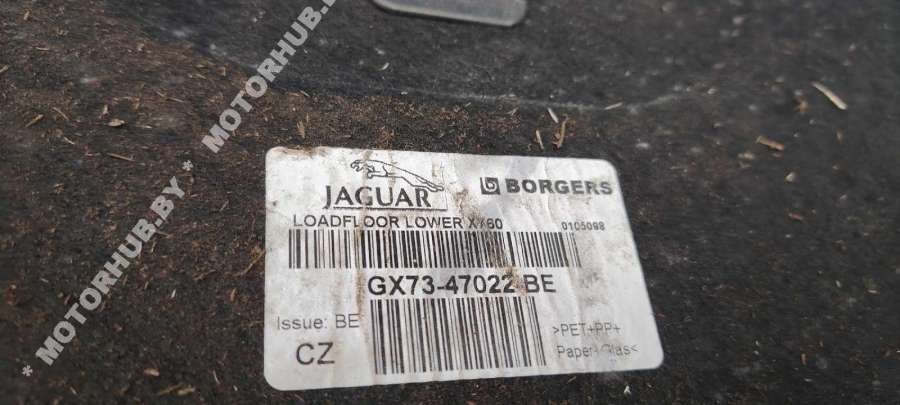 JAGUAR
BORGERS
LOADFLOOR LOWER X760
0105098
GX73-47022-BE
Issue: BE
CZ
>PET+PP+
Paper+Glas<
* MOTORHUB.BY * MOTORHUB